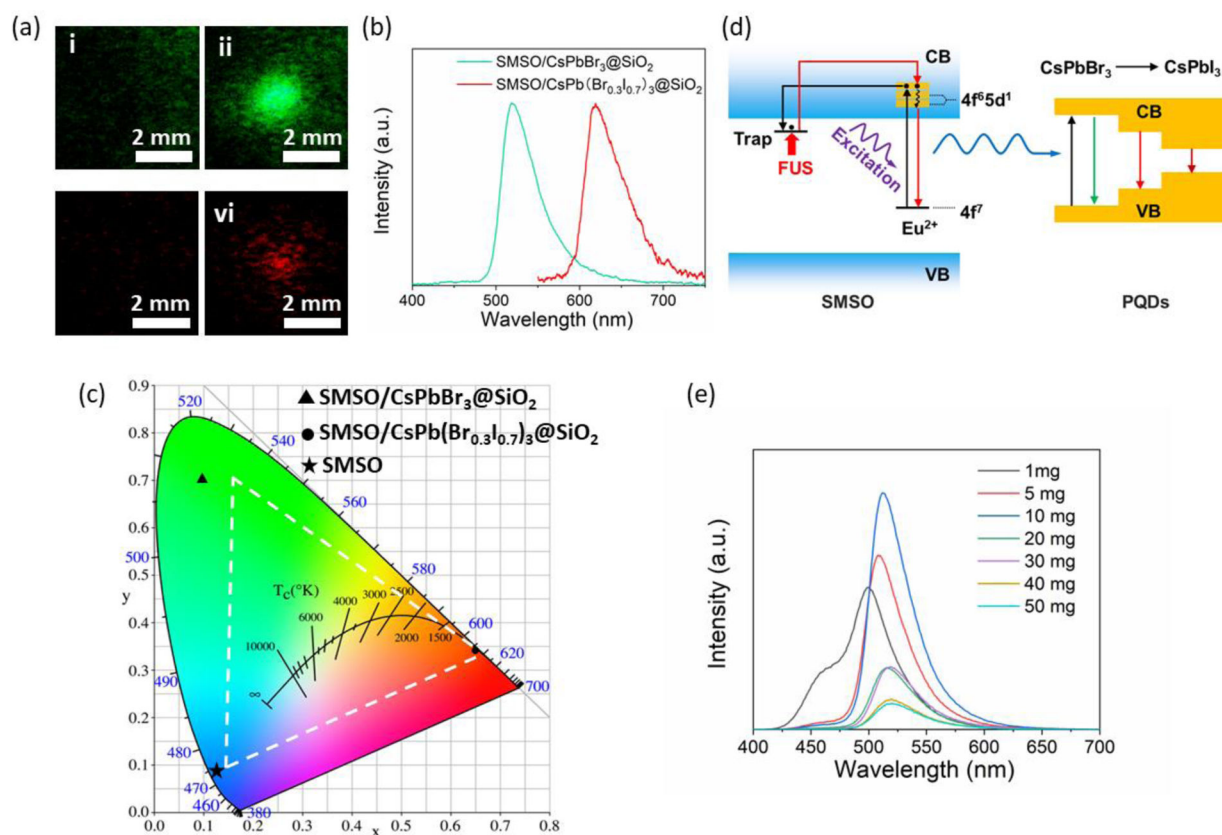 (a)
i
2 mm
ii
2 mm
2 mm
vi
2 mm
(b)
SMSO/CsPbBr₃@SiO₂
SMSO/CsPb(Br₀.₃I₀.₇)₃@SiO₂
Intensity (a.u.)
400 500 600 700
Wavelength (nm)
(d)
CB
4f⁶5d¹
Trap
FUS
Excitation
4f⁷
Eu²⁺
VB
SMSO
CsPbBr₃ → CsPbI₃
CB
VB
PQDs
(c)
▲ SMSO/CsPbBr₃@SiO₂
● SMSO/CsPb(Br₀.₃I₀.₇)₃@SiO₂
★ SMSO
0.9
0.8
0.7
0.6
0.5
0.5
y
0.4
0.3
0.2
0.1
0.0
520
540
560
500
580
600
620
700
490
480
470
460
380
T_C(°K)
∞
10000
6000
4000
3000
2500
2000
1500
0.0 0.1 0.2 0.3 0.4 0.5 0.6 0.7 0.8
x
(e)
1mg
5 mg
10 mg
20 mg
30 mg
40 mg
50 mg
Intensity (a.u.)
400 450 500 550 600 650 700
Wavelength (nm)